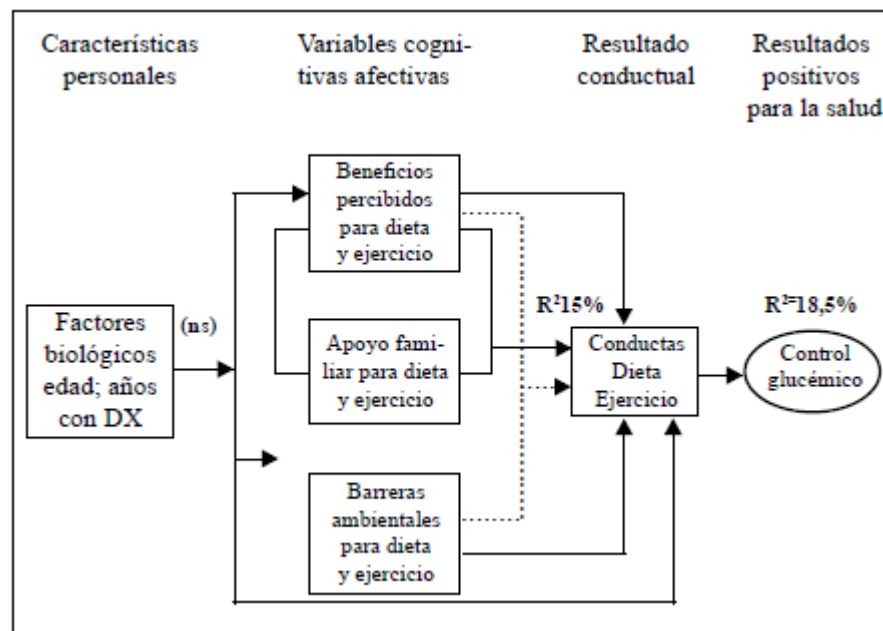 Características
personales
Variables cogni-
tivas afectivas
Resultado
conductual
Resultados
positivos
para la salud
Factores
biológicos
edad; años
con DX
(ns)
Beneficios
percibidos
para dieta
y ejercicio
Apoyo fami-
liar para dieta
y ejercicio
Barreras
ambientales
para dieta
y ejercicio
R²15%
Conductas
Dieta
Ejercicio
R²⁼18,5%
Control
glucémico